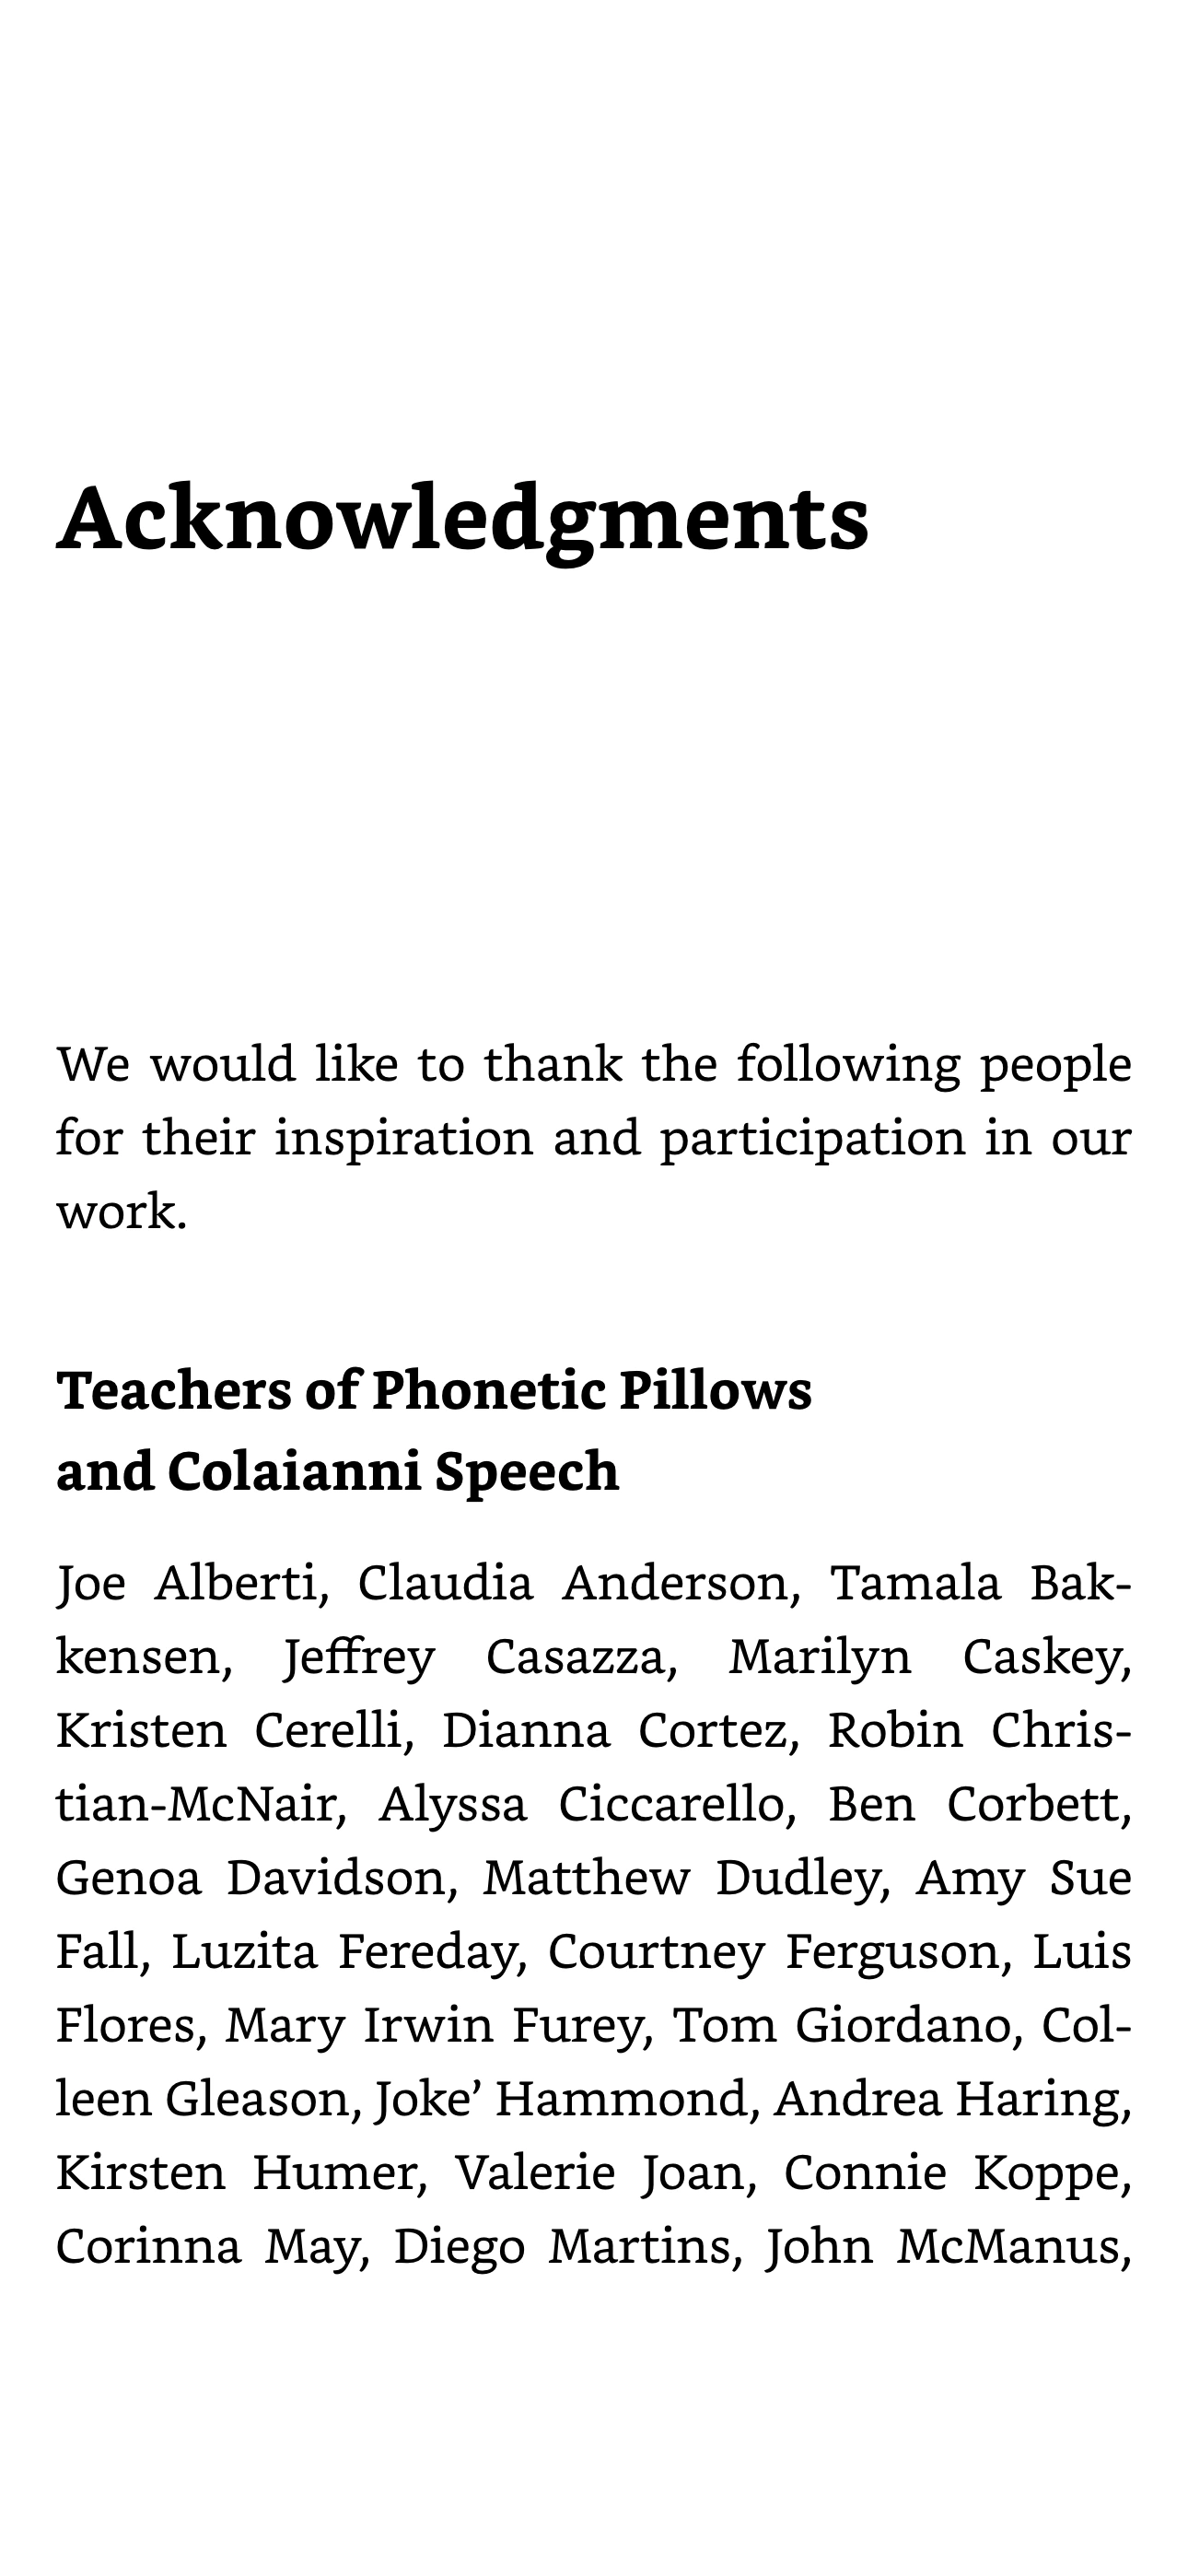 Acknowledgments
We would like to thank the following people
for their inspiration and participation in our
work.
Teachers of Phonetic Pillows
and Colaianni Speech
Joe Alberti, Claudia Anderson, Tamala Bak-
kensen, Jeffrey Casazza, Marilyn Caskey,
Kristen Cerelli, Dianna Cortez, Robin Chris-
tian-McNair, Alyssa Ciccarello, Ben Corbett,
Genoa Davidson, Matthew Dudley, Amy Sue
Fall, Luzita Fereday, Courtney Ferguson, Luis
Flores, Mary Irwin Furey, Tom Giordano, Col-
leen Gleason, Joke’ Hammond, Andrea Haring,
Kirsten Humer, Valerie Joan, Connie Koppe,
Corinna May, Diego Martins, John McManus,